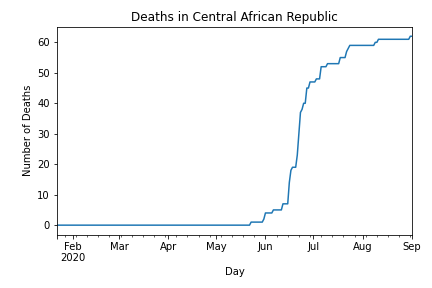 Deaths in Central African Republic
Number of Deaths
60
50
40
30
20
10
0
Feb Mar Apr May Jun Jul Aug Sep
2020
Day